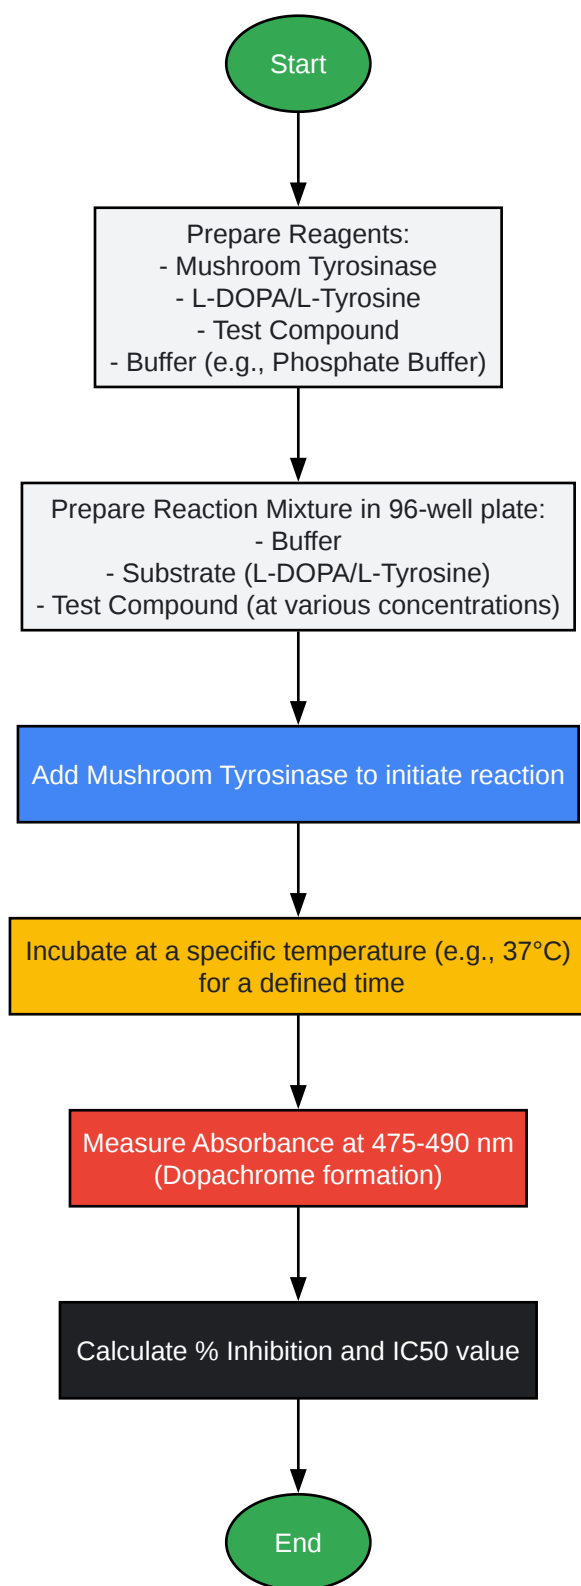 Start
Prepare Reagents:
- Mushroom Tyrosinase
- L-DOPA/L-Tyrosine
- Test Compound
- Buffer (e.g., Phosphate Buffer)
Prepare Reaction Mixture in 96-well plate:
- Buffer
- Substrate (L-DOPA/L-Tyrosine)
- Test Compound (at various concentrations)
Add Mushroom Tyrosinase to initiate reaction
Incubate at a specific temperature (e.g., 37°C)
for a defined time
Measure Absorbance at 475-490 nm
(Dopachrome formation)
Calculate % Inhibition and IC50 value
End